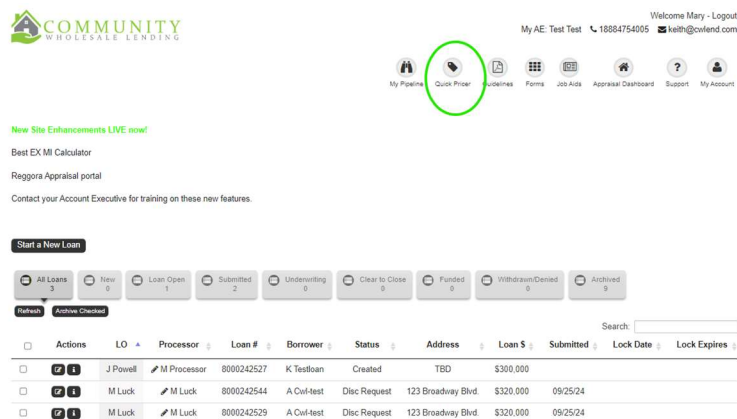 COMMUNITY
WHOLESALE LENDING
Welcome Mary - Logout
My AE: Test Test 18884754005 keith@cwlend.com
My Pipeline Quick Pricer Guidelines Forms Job Aids Appraisal Dashboard Support My Account
New Site Enhancements LIVE now!
Best EX MI Calculator
Reggora Appraisal portal
Contact your Account Executive for training on these new features.
Start a New Loan
All Loans New Loan Open Submitted Underwriting Clear to Close Funded Withdrawn/Denied Archived
3 0 1 2 0 0 0 0 9
Refresh Archive Checked
Search:
Actions LO Processor Loan # Borrower Status Address Loan $ Submitted Lock Date Lock Expires
J Powell M Processor 8000242527 K Testloan Created TBD $300,000
M Luck M Luck 8000242544 A Cwl-test Disc Request 123 Broadway Blvd. $320,000 09/25/24
M Luck M Luck 8000242529 A Cwl-test Disc Request 123 Broadway Blvd. $320,000 09/25/24